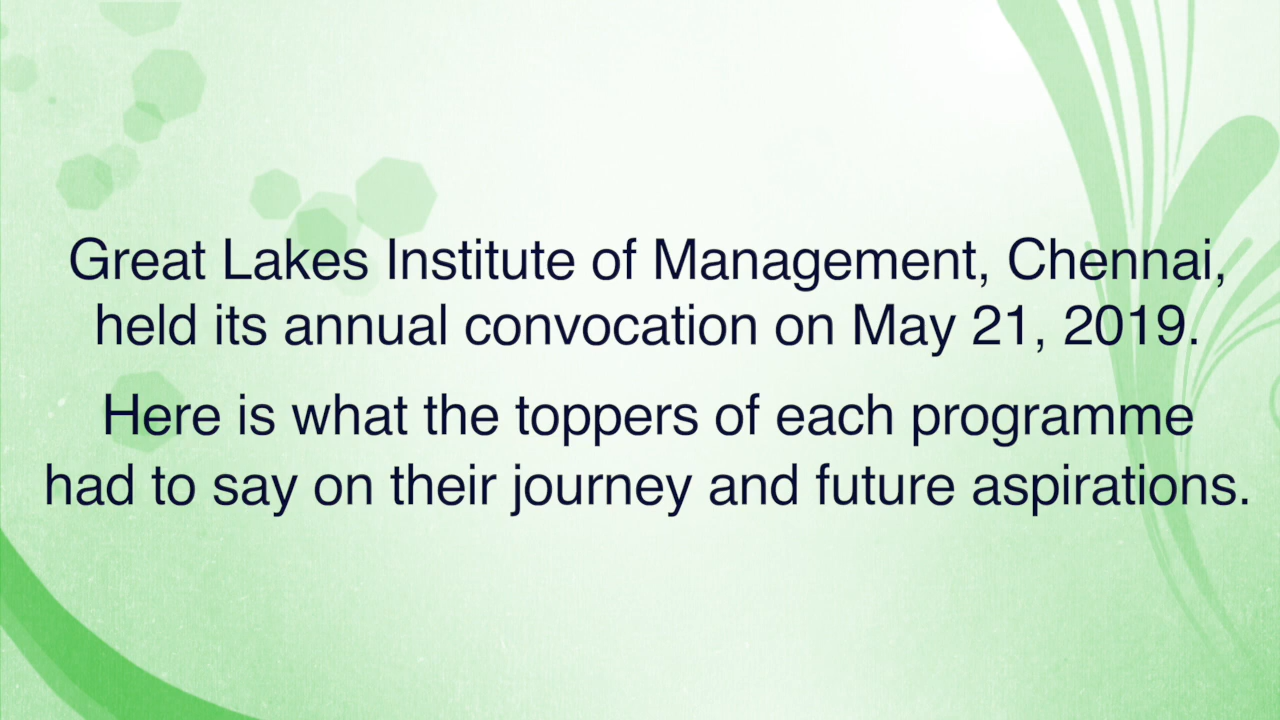 Great Lakes Institute of Management, Chennai,
held its annual convocation on May 21, 2019.
Here is what the toppers of each programme
had to say on their journey and future aspirations.